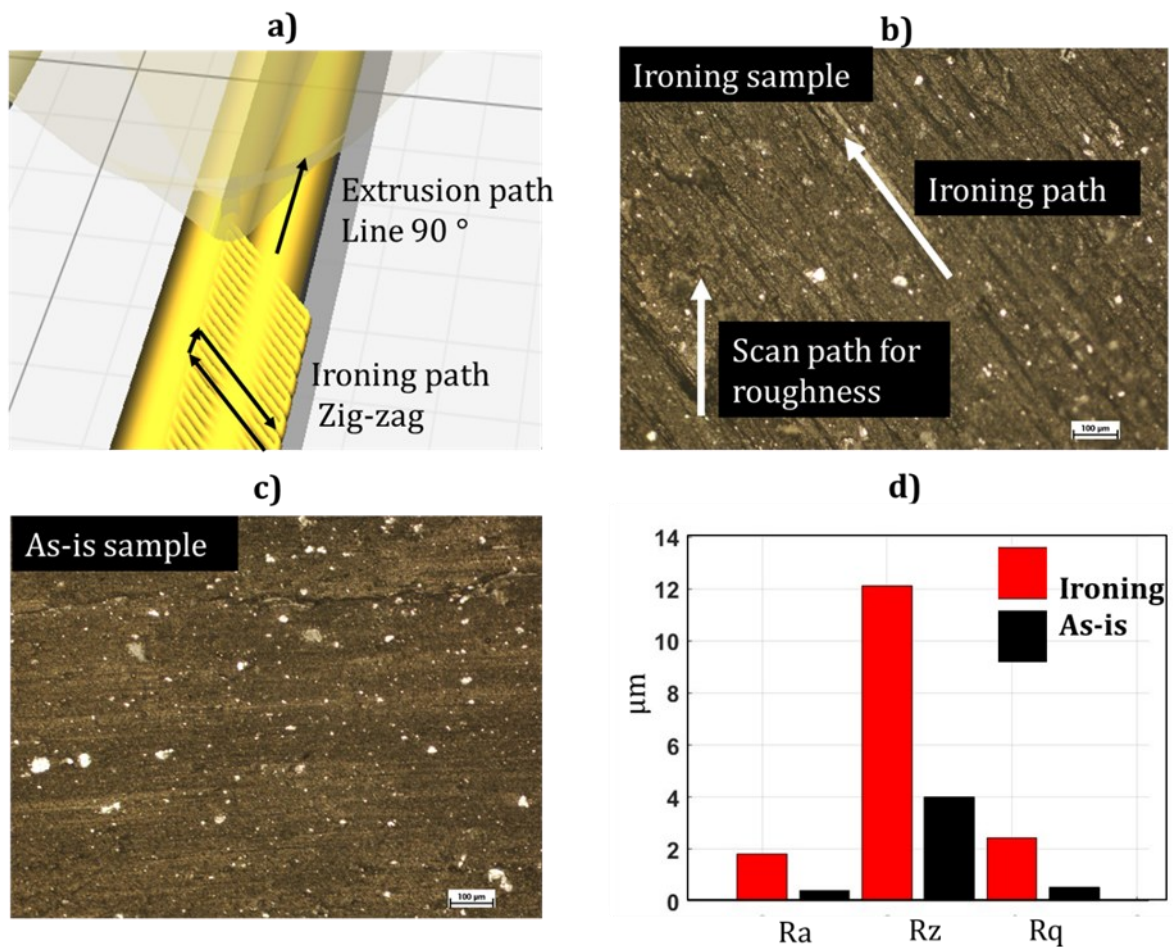 a)
Extrusion path
Line 90 °
Ironing path
Zig-zag
b)
Ironing sample
Ironing path
Scan path for
roughness
100 µm
c)
As-is sample
100 µm
d)
14
12
10
8
6
4
2
0
µm
Ironing
As-is
Ra
Rz
Rq